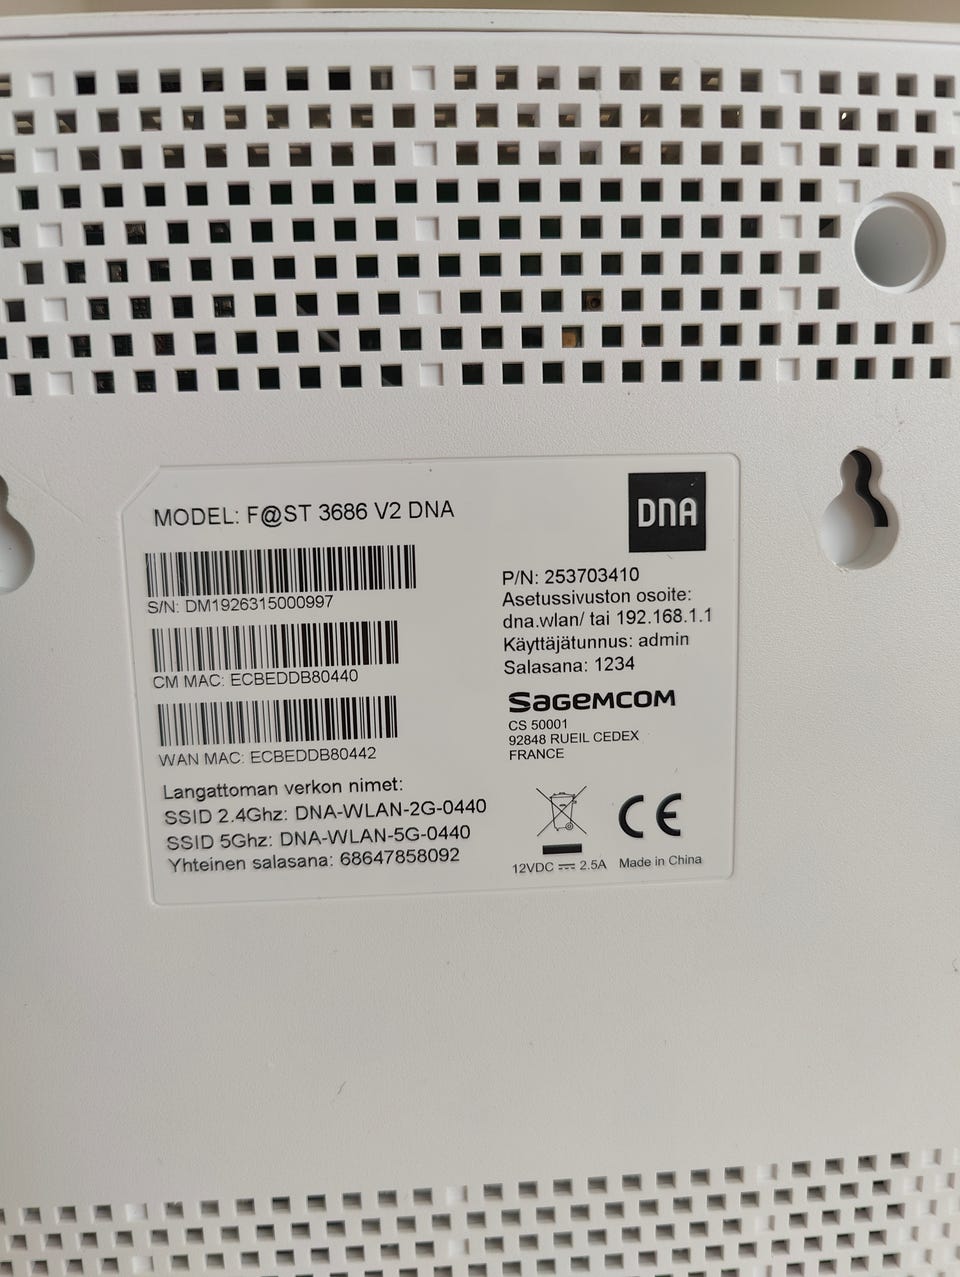 MODEL: F@ST 3686 V2 DNA
DNA
S/N: DM1926315000997
CM MAC: ECBEDDB80440
WAN MAC: ECBEDDB80442
Langattoman verkon nimet:
SSID 2.4Ghz: DNA-WLAN-2G-0440
SSID 5Ghz: DNA-WLAN-5G-0440
Yhteinen salasana: 68647858092
P/N: 253703410
Asetussivuston osoite:
dna.wlan/ tai 192.168.1.1
Käyttäjätunnus: admin
Salasana: 1234
SAGEMCOM
CS 50001
92848 RUEIL CEDEX
FRANCE
CE
12VDC ⎓ 2.5A Made in China